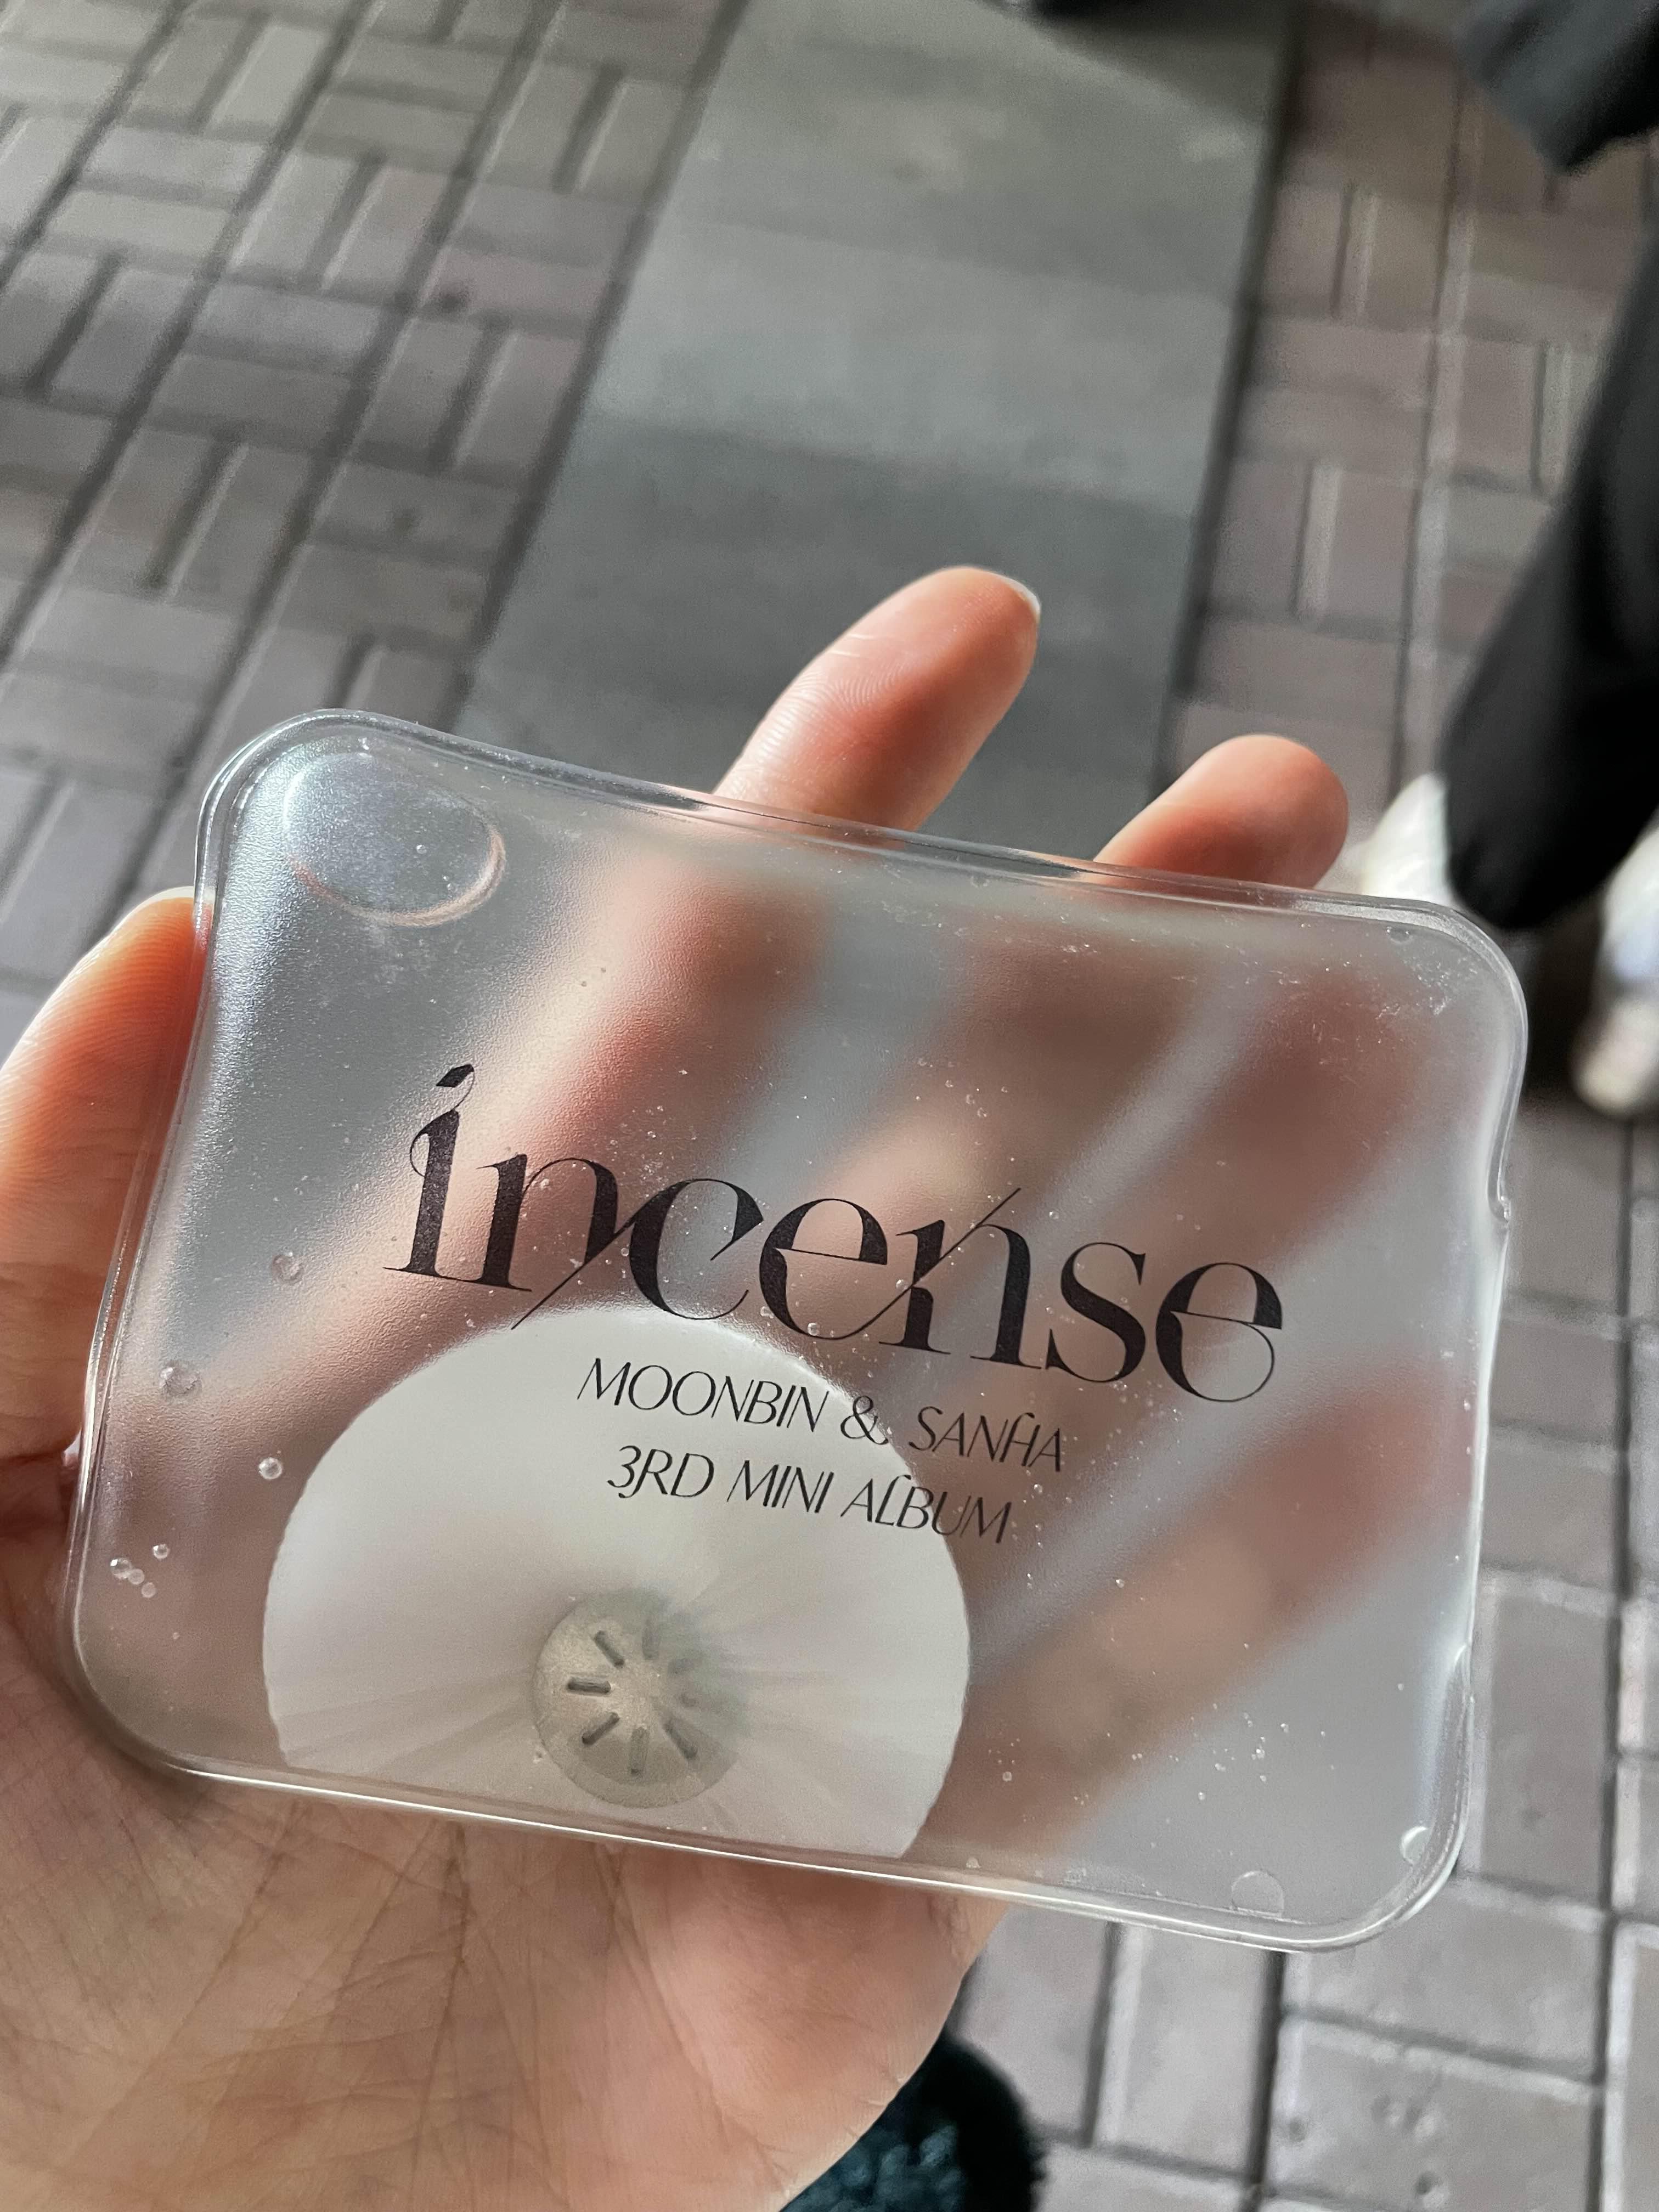 incense
MOONBIN & SANHA
3RD MINI ALBUM